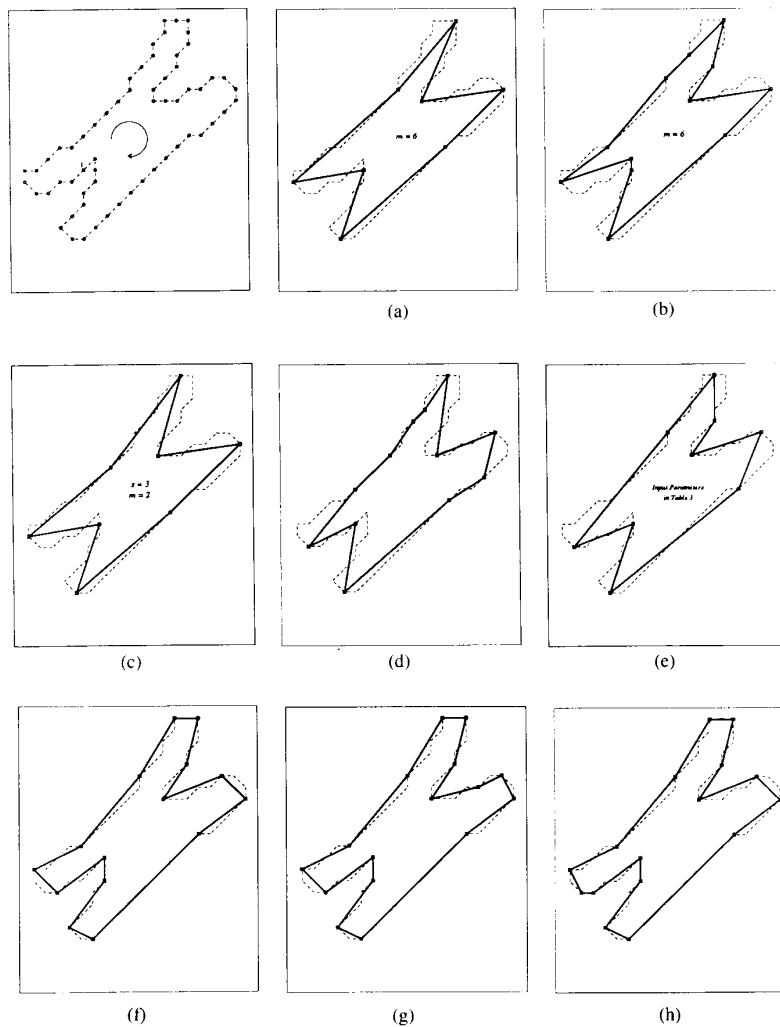 m = 6
m = 6
(a)
(b)
s = 3
m = 2
Input Parameters
in Table 3
(c)
(d)
(e)
(f)
(g)
(h)